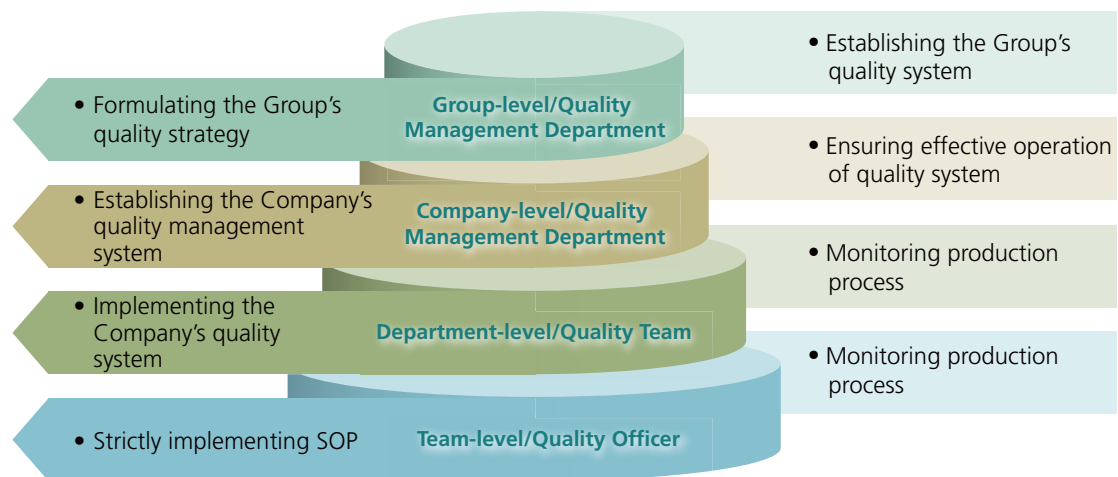 • Establishing the Group's
quality system
• Formulating the Group's
quality strategy
Group-level/Quality
Management Department
• Ensuring effective operation
of quality system
• Establishing the Company's
quality management
system
Company-level/Quality
Management Department
• Monitoring production
process
• Implementing the
Company's quality
system
Department-level/Quality Team
• Monitoring production
process
• Strictly implementing SOP
Team-level/Quality Officer